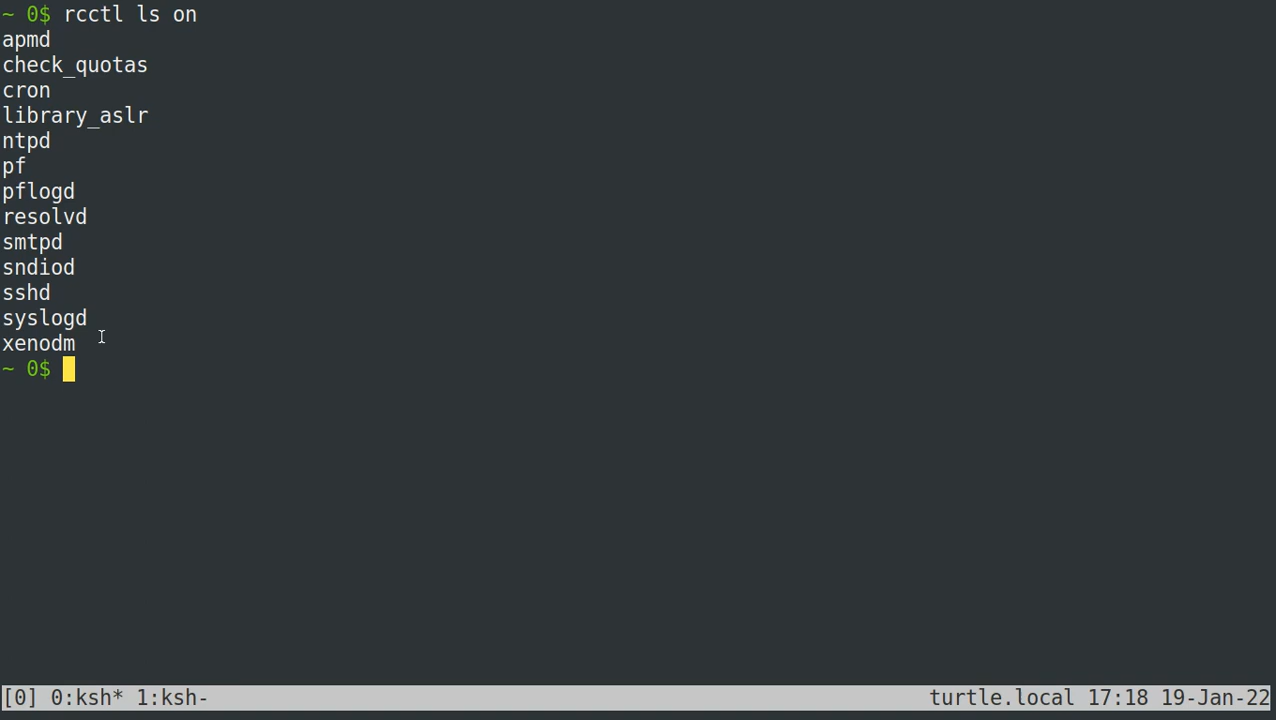 ~ 0$ rcctl ls on
apmd
check_quotas
cron
library_aslr
ntpd
pf
pflogd
resolvd
smtpd
sndiod
sshd
syslogd
xenodm
~ 0$
[0] 0:ksh* 1:ksh- turtle.local 17:18 19-Jan-22